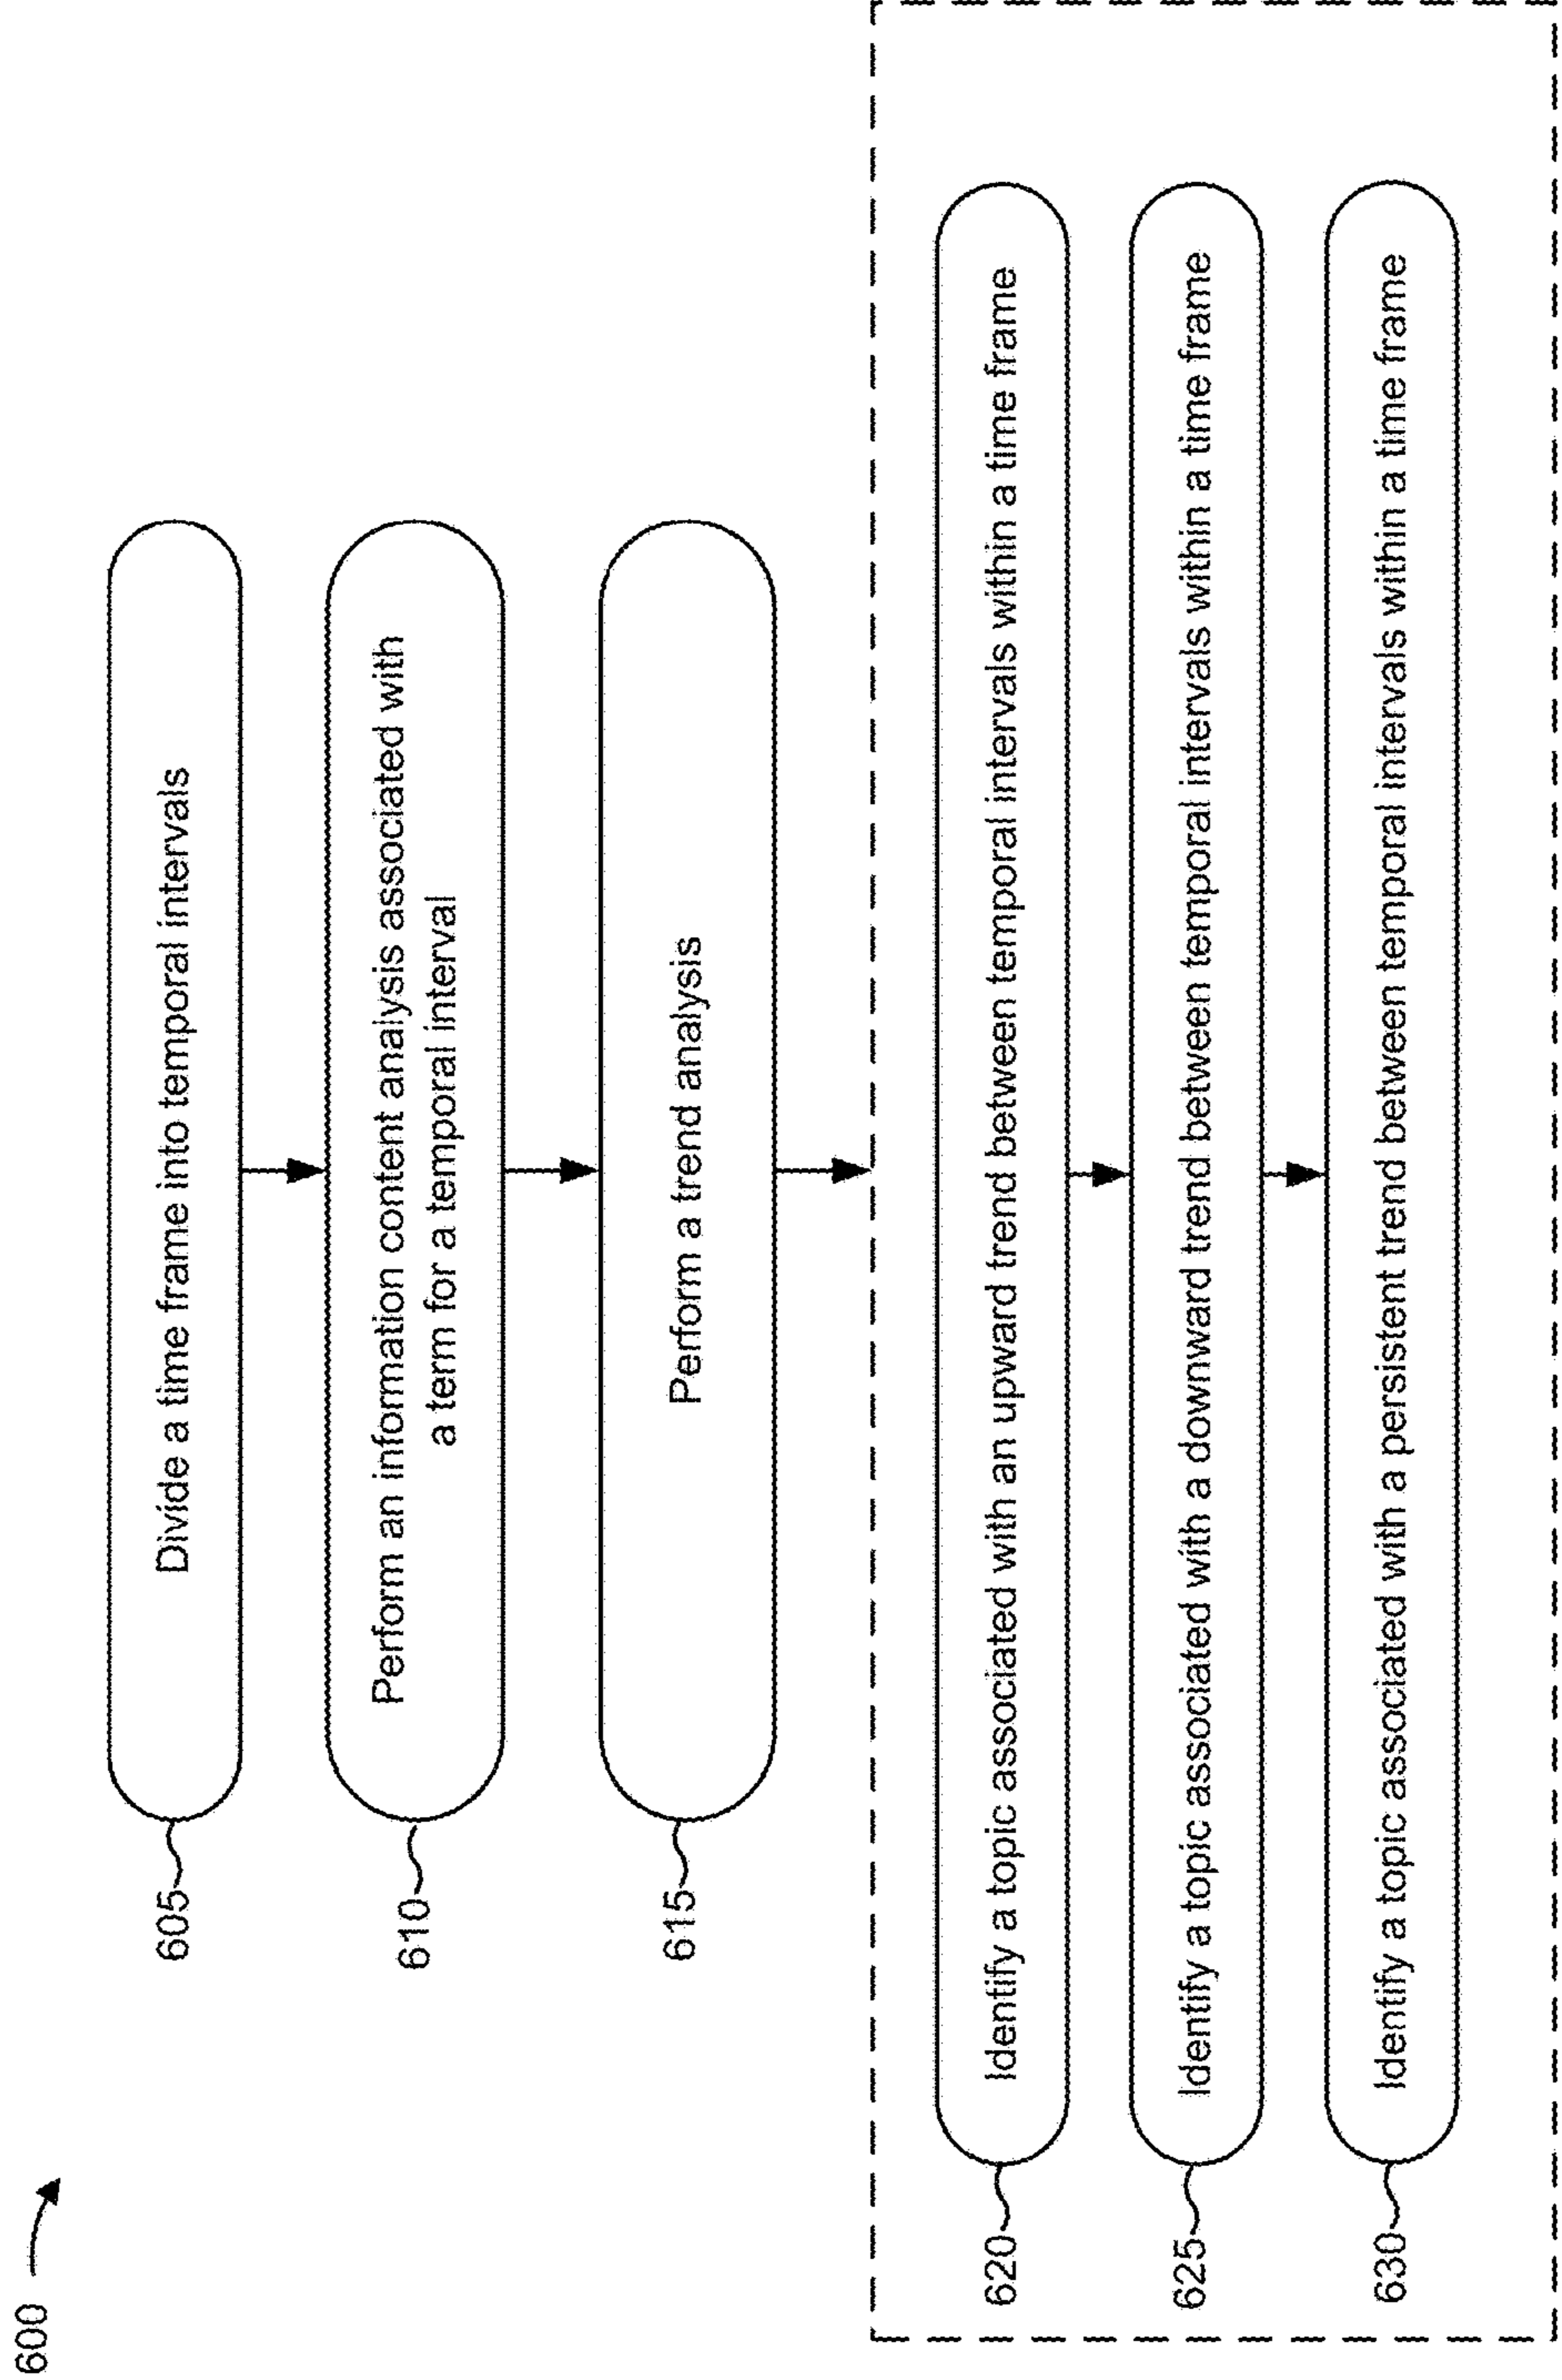 600
605
Divide a time frame into temporal intervals
610
Perform an information content analysis associated with
a term for a temporal interval
615
Perform a trend analysis
620
Identify a topic associated with an upward trend between temporal intervals within a time frame
625
Identify a topic associated with a downward trend between temporal intervals within a time frame
630
Identify a topic associated with a persistent trend between temporal intervals within a time frame